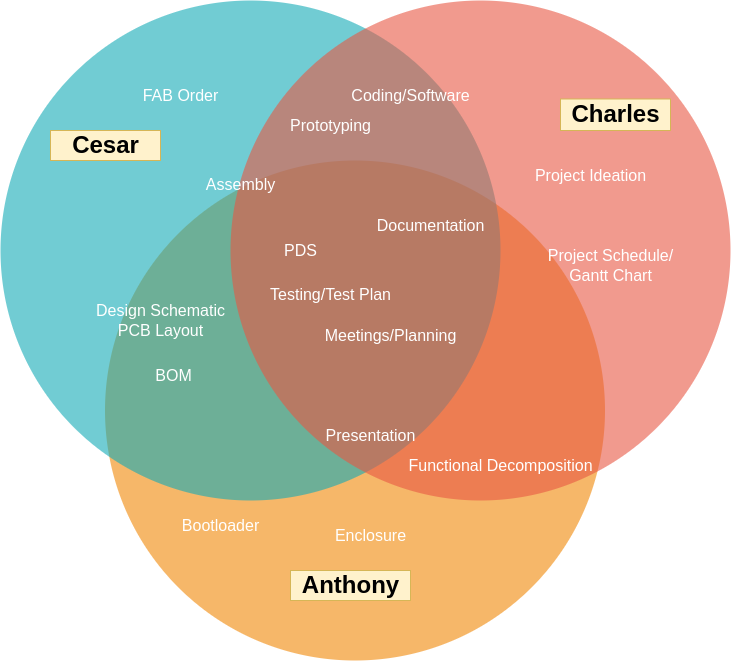 FAB Order
Coding/Software
Charles
Prototyping
Cesar
Project Ideation
Assembly
Documentation
PDS
Project Schedule/
Gantt Chart
Testing/Test Plan
Design Schematic
PCB Layout
Meetings/Planning
BOM
Presentation
Functional Decomposition
Bootloader
Enclosure
Anthony